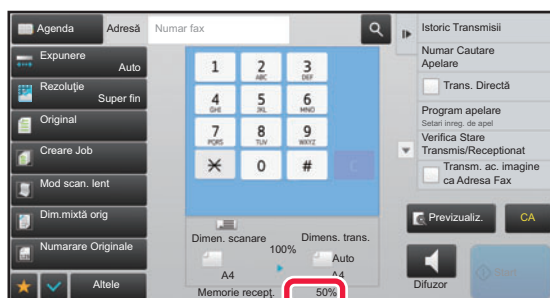 Agenda
Adresă
Numar fax
Expunere
Auto
Rezoluţie
Super fin
Original
Creare Job
Mod scan. lent
Dim.mixtă orig
Numarare Originale
Altele
1
2
ABC
3
DEF
4
GHI
5
JKL
6
MNO
7
PQRS
8
TUV
9
WXYZ
0
#
C
Dimen. scanare
100%
Dimens. trans.
Auto
A4
A4
Memorie recepţ.
50%
Istoric Transmisii
Numar Cautare
Apelare
Trans. Directă
Program apelare
Setari inreg. de apel
Verifica Stare
Transmis/Receptionat
Transm. ac. imagine
ca Adresa Fax
Previzualiz.
CA
Difuzor
Start